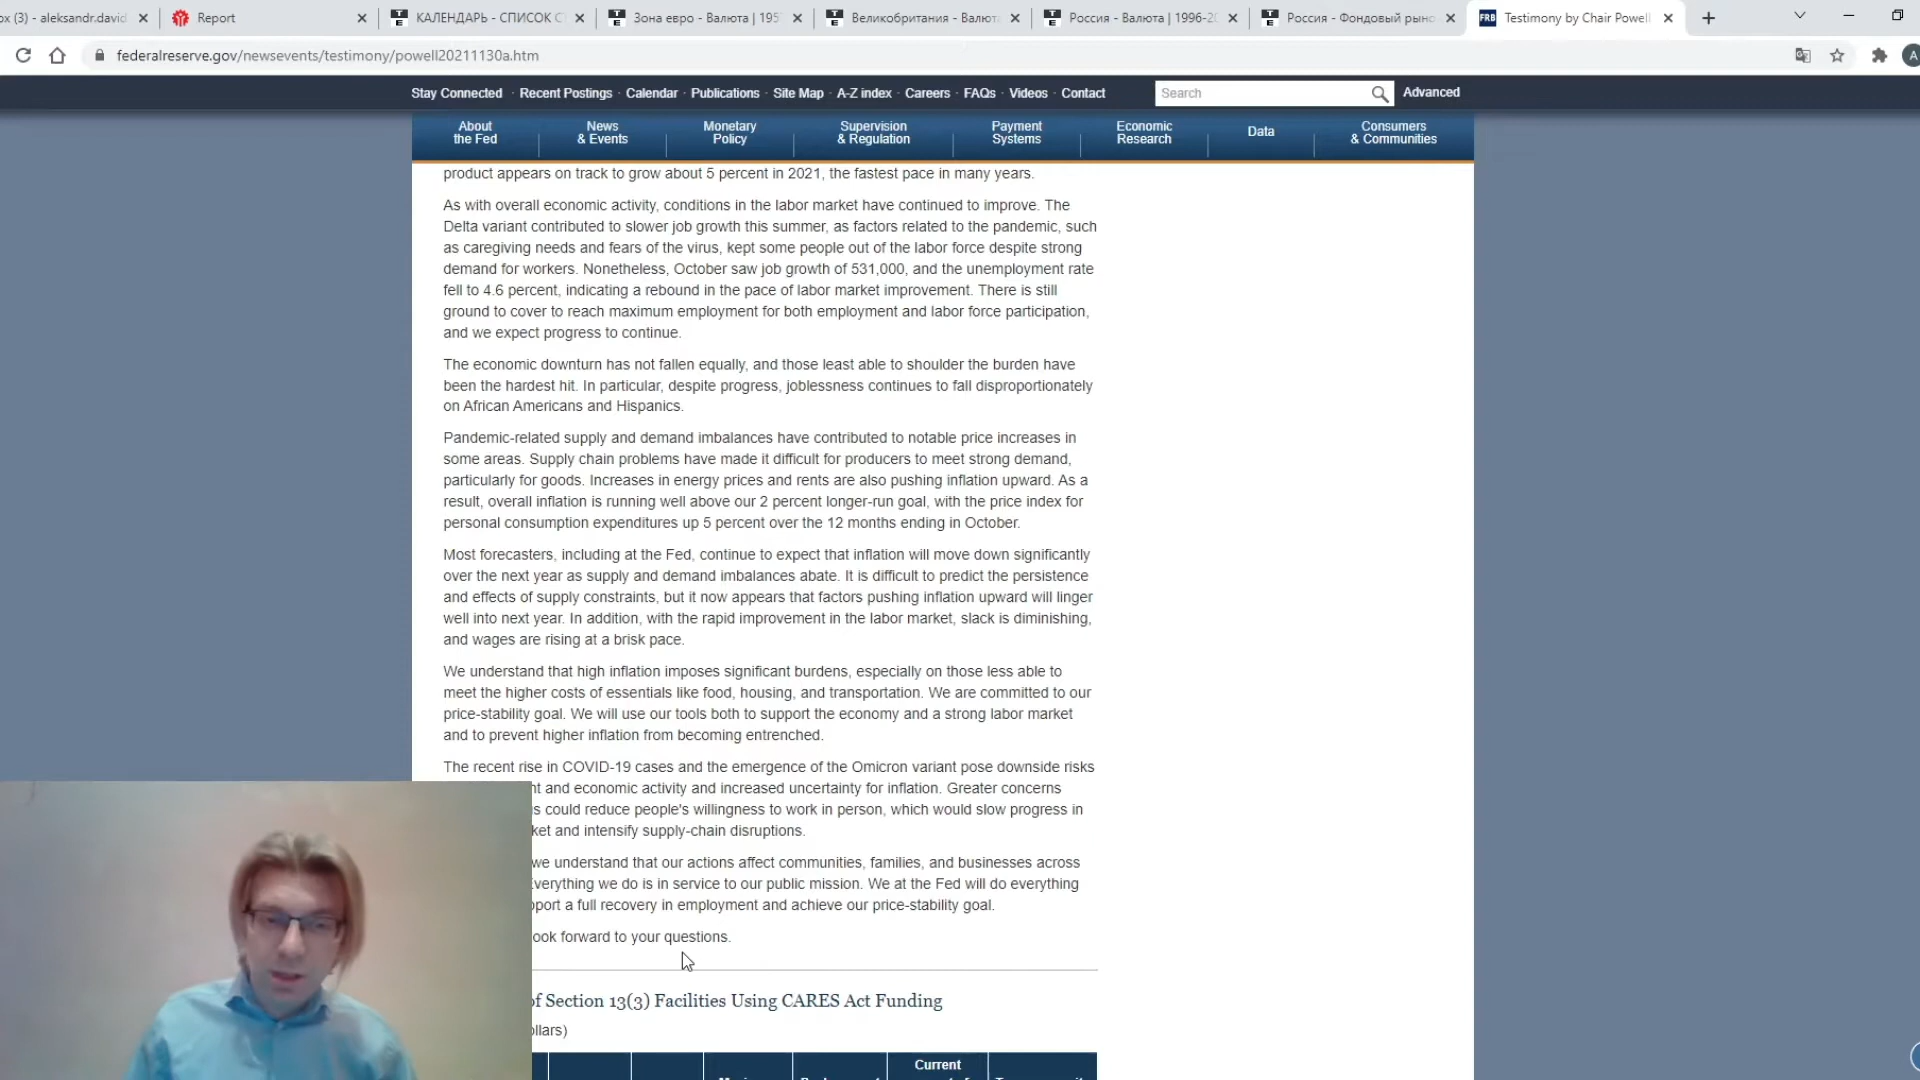 ox (3) - aleksandr.david
Report
КАЛЕНДАРЬ - СПИСОК С
Зона евро - Валюта | 195
Великобритания - Валют
Россия - Валюта | 1996-20
Россия - Фондовый рыно
FRB Testimony by Chair Powell
federalreserve.gov/newsevents/testimony/powell20211130a.htm
A
Stay Connected · Recent Postings · Calendar · Publications · Site Map · A-Z index · Careers · FAQs · Videos · Contact
Search
Advanced
About
the Fed
News
& Events
Monetary
Policy
Supervision
& Regulation
Payment
Systems
Economic
Research
Data
Consumers
& Communities
product appears on track to grow about 5 percent in 2021, the fastest pace in many years.
As with overall economic activity, conditions in the labor market have continued to improve. The
Delta variant contributed to slower job growth this summer, as factors related to the pandemic, such
as caregiving needs and fears of the virus, kept some people out of the labor force despite strong
demand for workers. Nonetheless, October saw job growth of 531,000, and the unemployment rate
fell to 4.6 percent, indicating a rebound in the pace of labor market improvement. There is still
ground to cover to reach maximum employment for both employment and labor force participation,
and we expect progress to continue.
The economic downturn has not fallen equally, and those least able to shoulder the burden have
been the hardest hit. In particular, despite progress, joblessness continues to fall disproportionately
on African Americans and Hispanics.
Pandemic-related supply and demand imbalances have contributed to notable price increases in
some areas. Supply chain problems have made it difficult for producers to meet strong demand,
particularly for goods. Increases in energy prices and rents are also pushing inflation upward. As a
result, overall inflation is running well above our 2 percent longer-run goal, with the price index for
personal consumption expenditures up 5 percent over the 12 months ending in October.
Most forecasters, including at the Fed, continue to expect that inflation will move down significantly
over the next year as supply and demand imbalances abate. It is difficult to predict the persistence
and effects of supply constraints, but it now appears that factors pushing inflation upward will linger
well into next year. In addition, with the rapid improvement in the labor market, slack is diminishing,
and wages are rising at a brisk pace.
We understand that high inflation imposes significant burdens, especially on those less able to
meet the higher costs of essentials like food, housing, and transportation. We are committed to our
price-stability goal. We will use our tools both to support the economy and a strong labor market
and to prevent higher inflation from becoming entrenched.
The recent rise in COVID-19 cases and the emergence of the Omicron variant pose downside risks
nt and economic activity and increased uncertainty for inflation. Greater concerns
s could reduce people's willingness to work in person, which would slow progress in
ket and intensify supply-chain disruptions.
we understand that our actions affect communities, families, and businesses across
verything we do is in service to our public mission. We at the Fed will do everything
port a full recovery in employment and achieve our price-stability goal.
ook forward to your questions.
of Section 13(3) Facilities Using CARES Act Funding
ollars)
Current